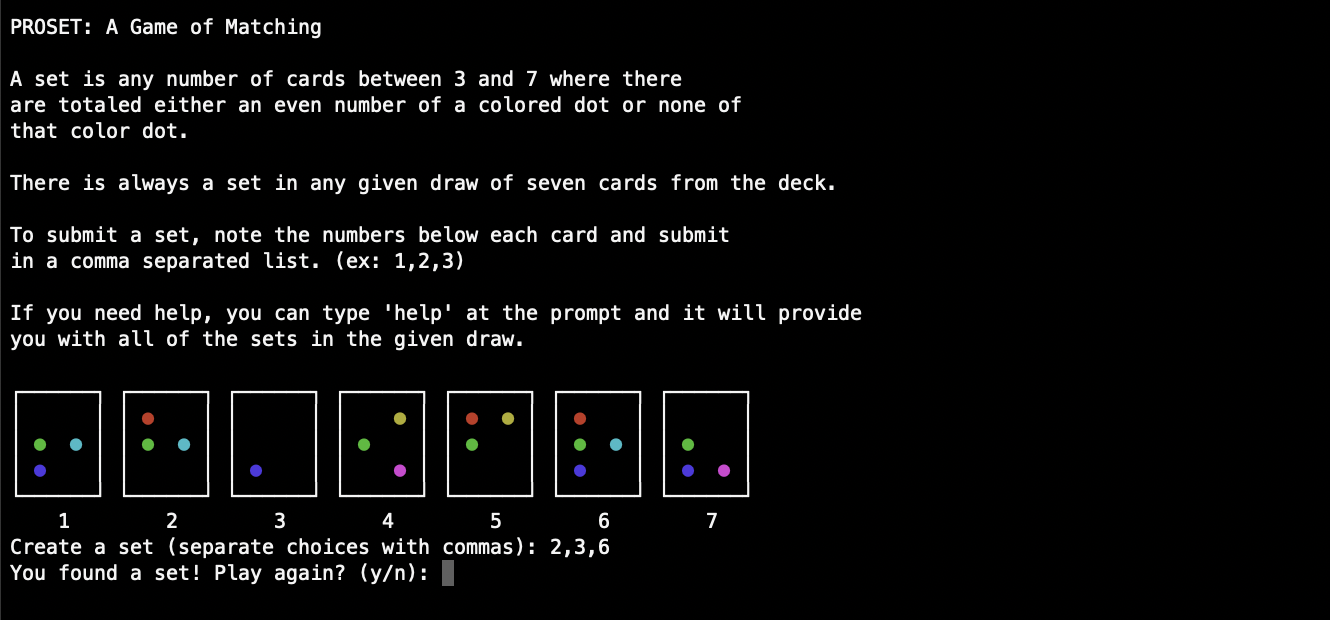 PROSET: A Game of Matching
A set is any number of cards between 3 and 7 where there
are totaled either an even number of a colored dot or none of
that color dot.
There is always a set in any given draw of seven cards from the deck.
To submit a set, note the numbers below each card and submit
in a comma separated list. (ex: 1,2,3)
If you need help, you can type 'help' at the prompt and it will provide
you with all of the sets in the given draw.
1 2 3 4 5 6 7
Create a set (separate choices with commas): 2,3,6
You found a set! Play again? (y/n):